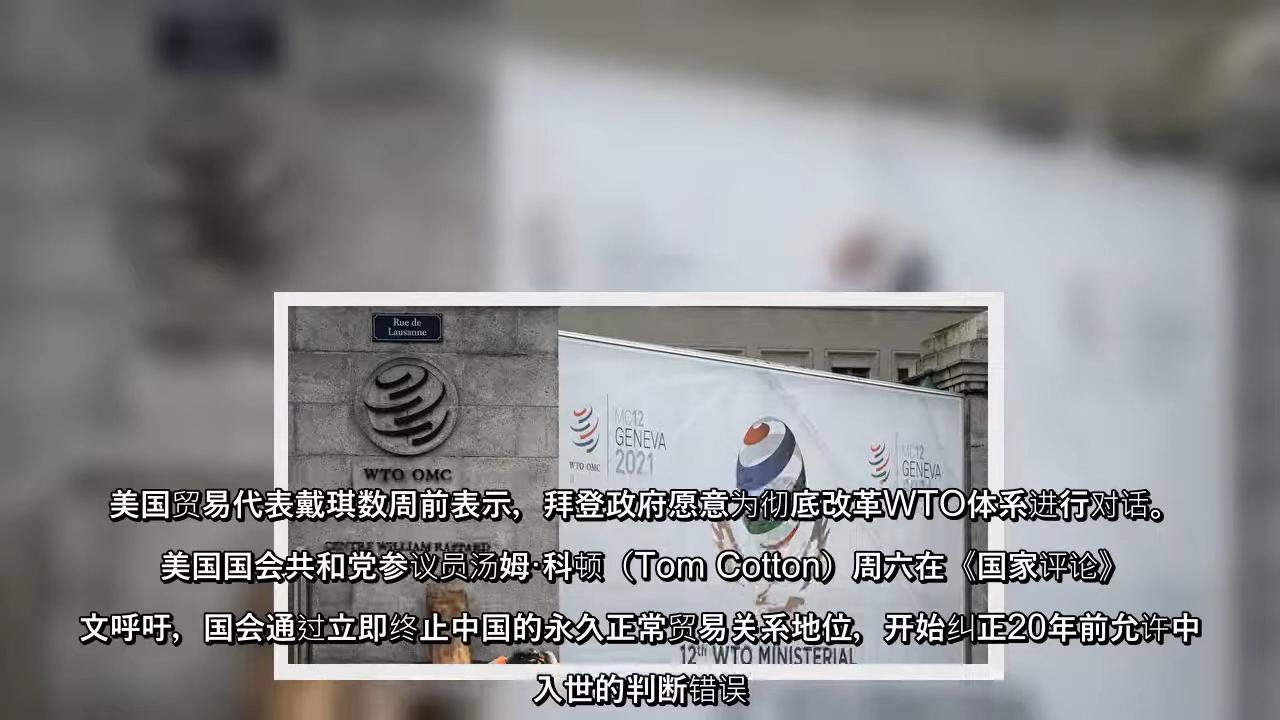 Rue de
Lausanne
WTO OMC
CENTRE WILLIAM RAPPARD
MC12
GENEVA
2021
WTO OMC
MC12
GENEVA
美国贸易代表戴琪数周前表示，拜登政府愿意为彻底改革WTO体系进行对话。
美国国会共和党参议员汤姆·科顿（Tom Cotton）周六在《国家评论》
文呼吁，国会通过立即终止中国的永久正常贸易关系地位，开始纠正20年前允许中
12th WTO MINISTERIAL
入世的判断错误